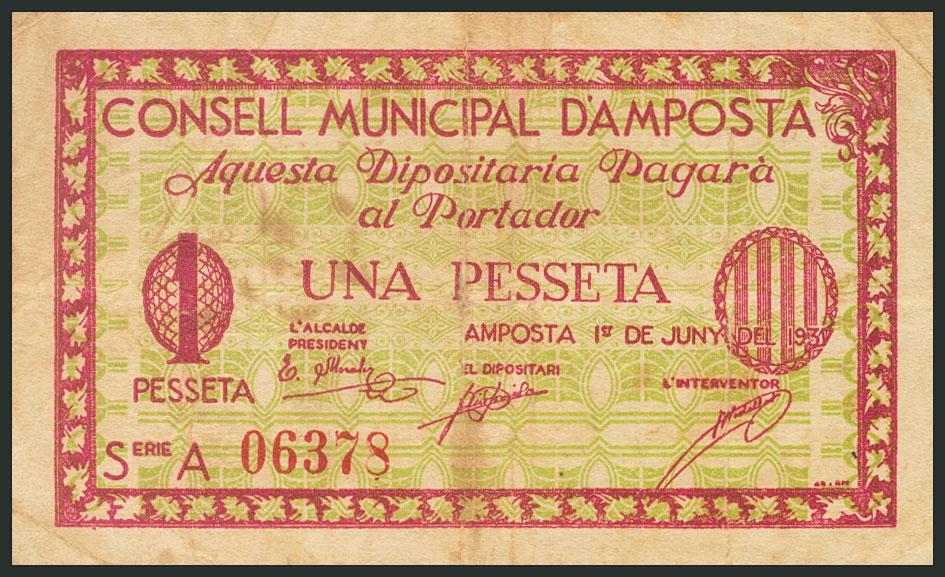 CONSELL MUNICIPAL D'AMPOSTA
Aquesta Dipositaria Pagarà
al Portador
1
UNA PESSETA
PESSETA
L'ALCALDE
PRESIDENT
AMPOSTA 1er DE JUNY DEL 1937
EL DIPOSITARI
L'INTERVENTOR
SERIE A 06378